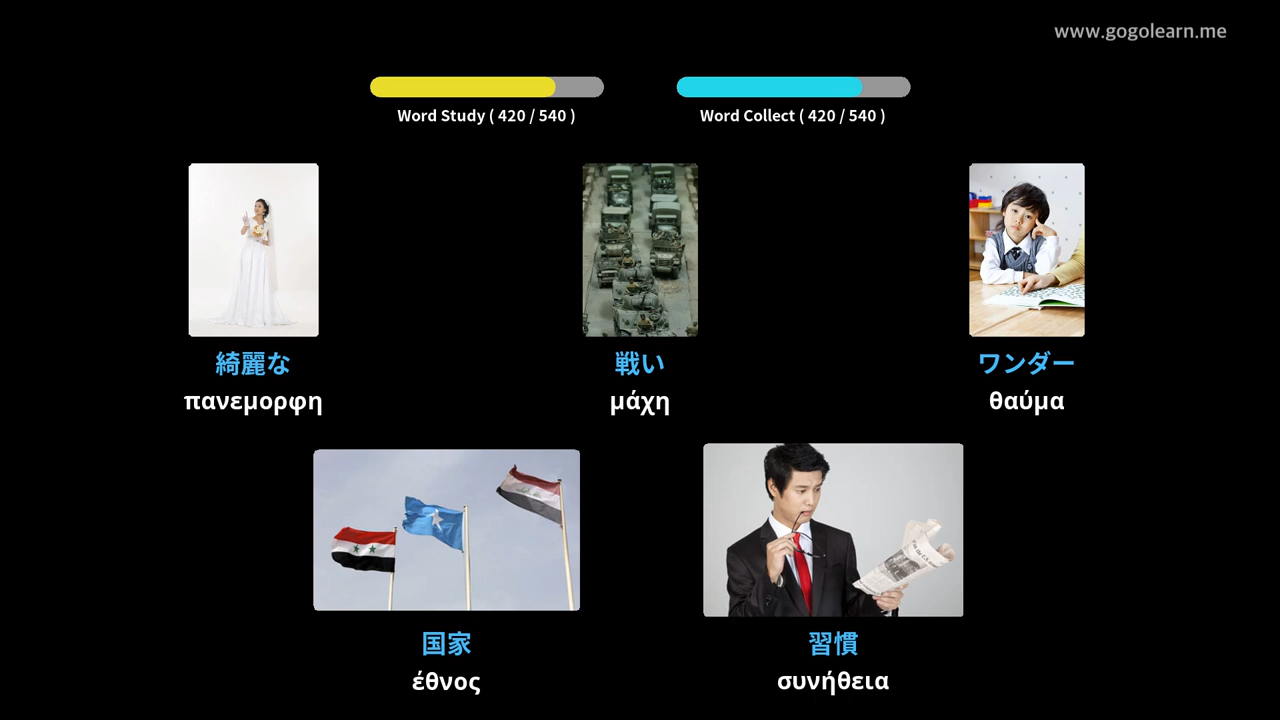 www.gogolearn.me
Word Study ( 420 / 540 )
Word Collect ( 420 / 540 )
綺麗な
πανεμορφη
戦い
μάχη
ワンダー
θαύμα
国家
έθνος
習慣
συνήθεια